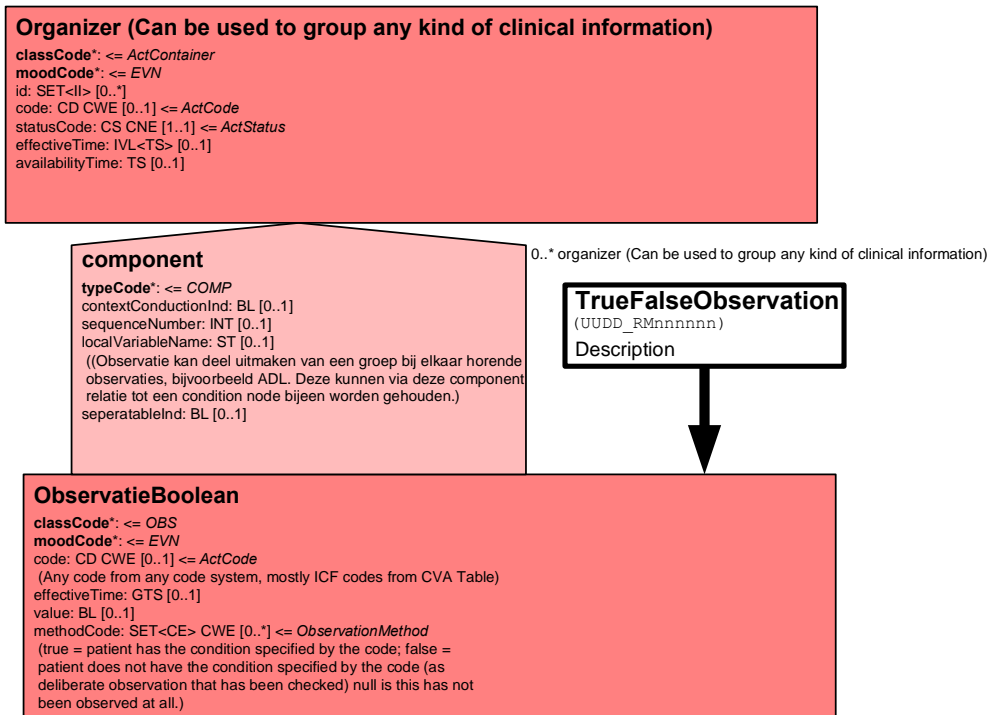 Organizer (Can be used to group any kind of clinical information)
classCode*: <= ActContainer
moodCode*: <= EVN
id: SET<II> [0..*]
code: CD CWE [0..1] <= ActCode
statusCode: CS CNE [1..1] <= ActStatus
effectiveTime: IVL<TS> [0..1]
availabilityTime: TS [0..1]
0..* organizer (Can be used to group any kind of clinical information)
component
typeCode*: <= COMP
contextConductionInd: BL [0..1]
sequenceNumber: INT [0..1]
localVariableName: ST [0..1]
((Observatie kan deel uitmaken van een groep bij elkaar horende
observaties, bijvoorbeeld ADL. Deze kunnen via deze component
relatie tot een condition node bijeen worden gehouden.)
seperatableInd: BL [0..1]
TrueFalseObservation
(UUDD_RMnnnnnn)
Description
ObservatieBoolean
classCode*: <= OBS
moodCode*: <= EVN
code: CD CWE [0..1] <= ActCode
(Any code from any code system, mostly ICF codes from CVA Table)
effectiveTime: GTS [0..1]
value: BL [0..1]
methodCode: SET<CE> CWE [0..*] <= ObservationMethod
(true = patient has the condition specified by the code; false =
patient does not have the condition specified by the code (as
deliberate observation that has been checked) null is this has not
been observed at all.)